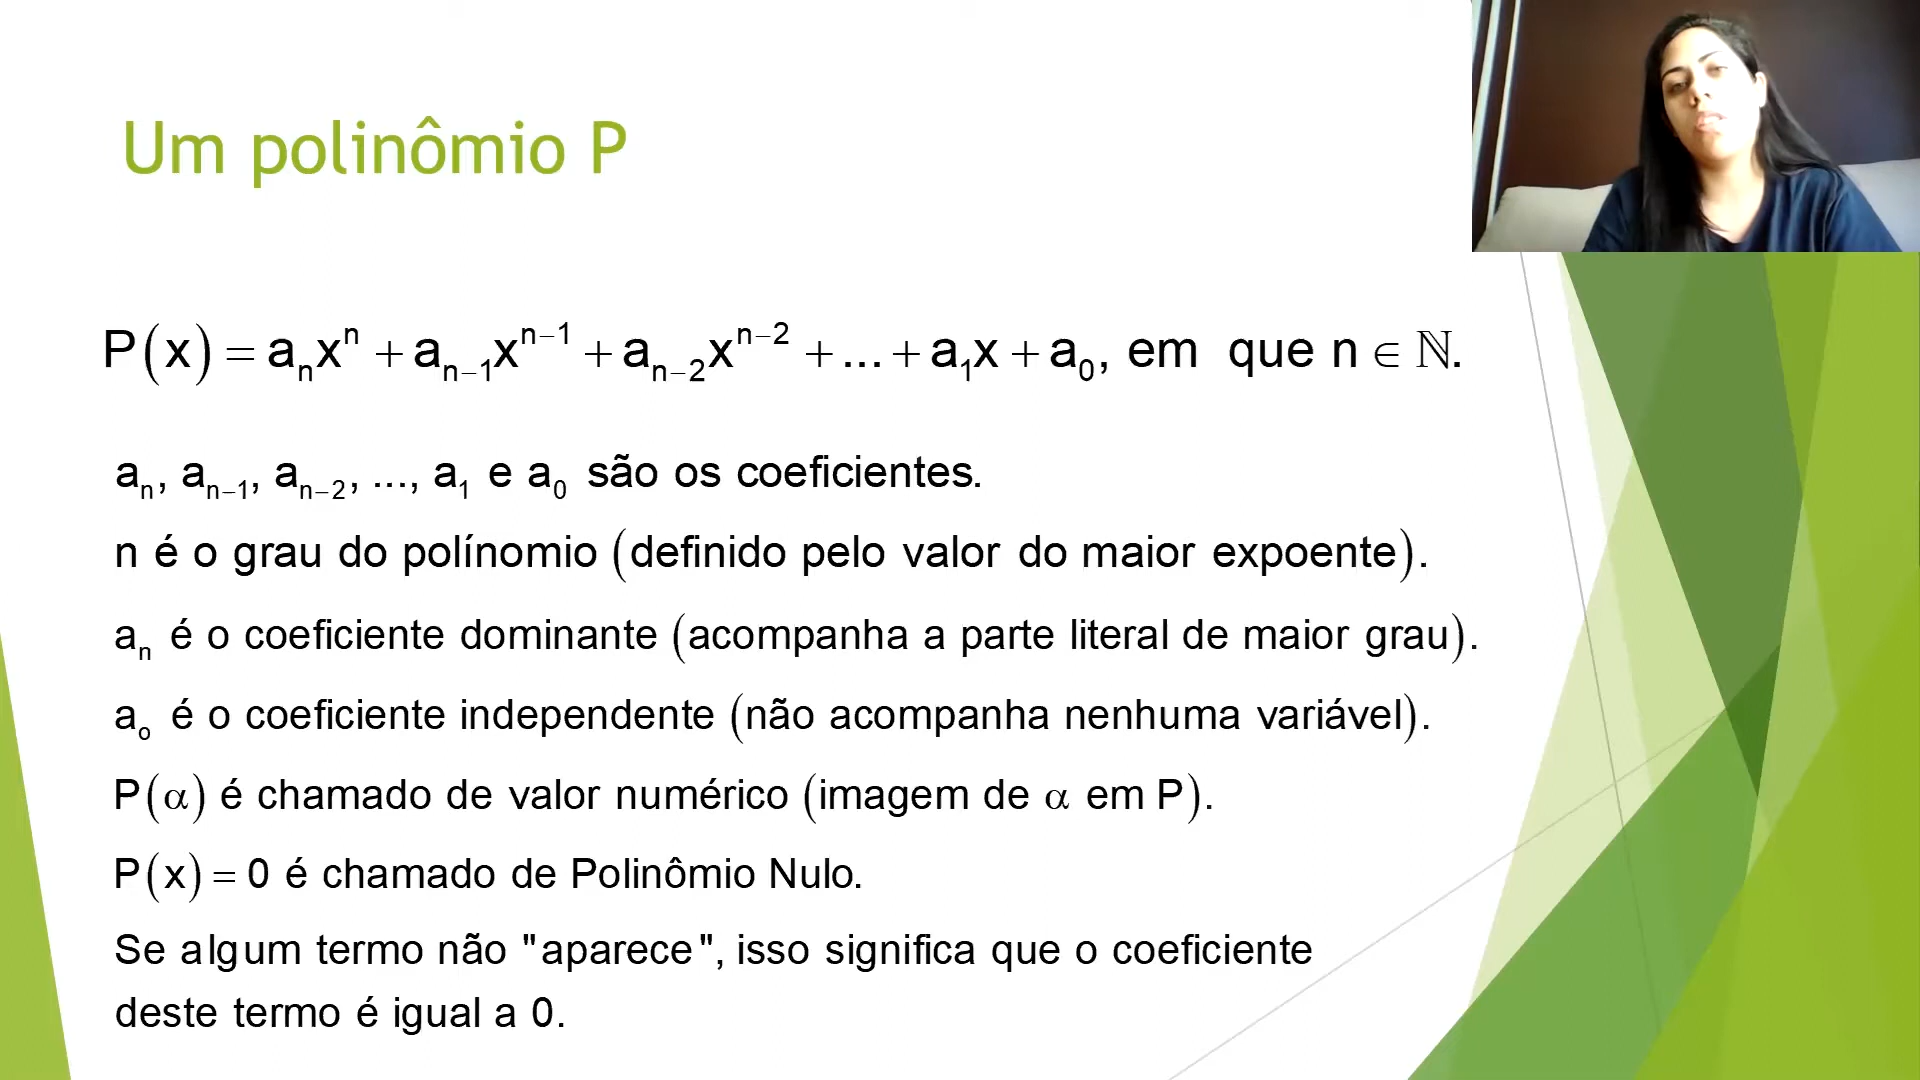 Um polinômio P
P(x) = aₙxⁿ + aₙ₋₁xⁿ⁻¹ + aₙ₋₂xⁿ⁻² + ... + a₁x + a₀, em que n ∈ ℕ.
aₙ, aₙ₋₁, aₙ₋₂, ..., a₁ e a₀ são os coeficientes.
n é o grau do polínomio (definido pelo valor do maior expoente).
aₙ é o coeficiente dominante (acompanha a parte literal de maior grau).
aₒ é o coeficiente independente (não acompanha nenhuma variável).
P(α) é chamado de valor numérico (imagem de α em P).
P(x) = 0 é chamado de Polinômio Nulo.
Se algum termo não "aparece", isso significa que o coeficiente
deste termo é igual a 0.